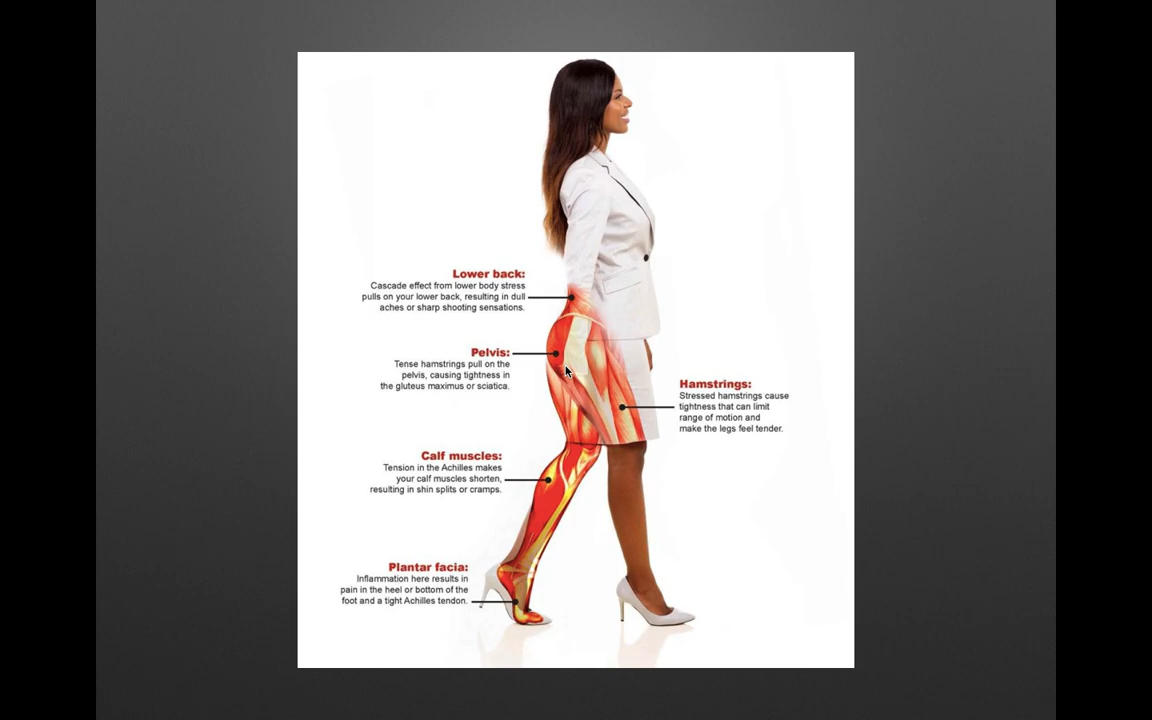 Lower back:
Cascade effect from lower body stress
pulls on your lower back, resulting in dull
aches or sharp shooting sensations.
Pelvis:
Tense hamstrings pull on the
pelvis, causing tightness in
the gluteus maximus or sciatica.
Hamstrings:
Stressed hamstrings cause
tightness that can limit
range of motion and
make the legs feel tender.
Calf muscles:
Tension in the Achilles makes
your calf muscles shorten,
resulting in shin splits or cramps.
Plantar facia:
Inflammation here results in
pain in the heel or bottom of the
foot and a tight Achilles tendon.